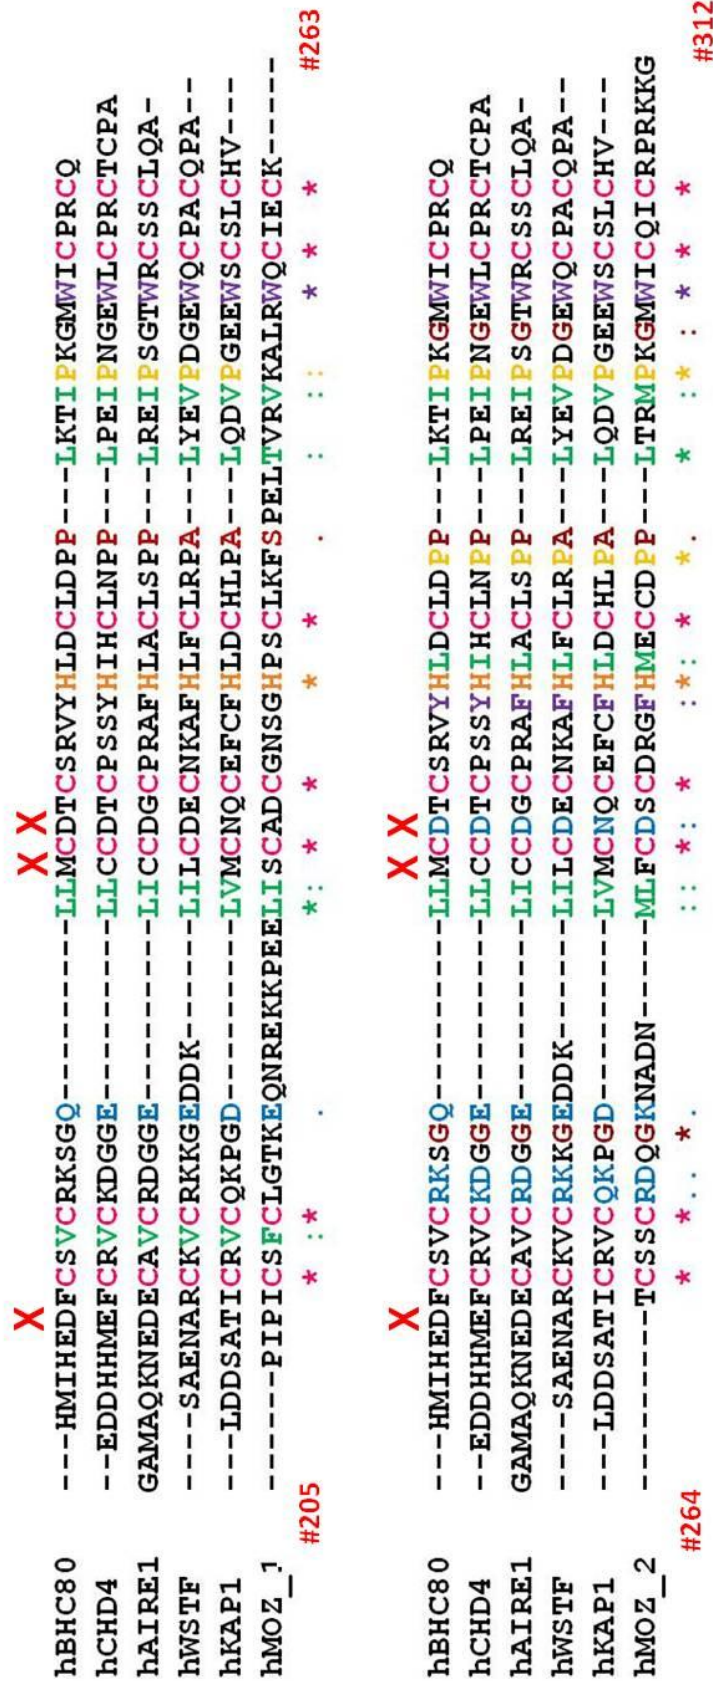 X X X
hBHC80 ---HMIHEDFCSVCRKSGQ---------LLMCDTCSRVYHLDCLDPP---LKTIPKGMWICPRCQ
hCHD4 --EDDHHMEFCRVCKDGGE---------LLCCDTCPSSYHIHCLNPP---LPEIPNGEWLCPRCTCPA
hAIRE1 GAMAQKNEDECAVCRDGGE---------LICCDGCPRAFHLACLSPP---LREIPSGTWRCSSCLQA-
hWSTF ----SAENARCKVCRKKGEDDK------LILCDECNKAFHLFCLRPA---LYEVPDGEWQCPACQPA--
hKAP1 ---LDDSATICRVCQKPGD---------LVMCNQCEFCFHLDCHLPA---LQDVPGEEWSCSLCHV---
hMOZ_1 ------PIPICSFCLGTKEQNREKKPEELISCADCGNSGHPSCLKFSPELTVRVKALRWQCIECK-----
#205 * :* . *: * * * * . : :: * * * #263
X X X
hBHC80 ---HMIHEDFCSVCRKSGQ---------LLMCDTCSRVYHLDCLDPP---LKTIPKGMWICPRCQ
hCHD4 --EDDHHMEFCRVCKDGGE---------LLCCDTCPSSYHIHCLNPP---LPEIPNGEWLCPRCTCPA
hAIRE1 GAMAQKNEDECAVCRDGGE---------LICCDGCPRAFHLACLSPP---LREIPSGTWRCSSCLQA-
hWSTF ----SAENARCKVCRKKGEDDK------LILCDECNKAFHLFCLRPA---LYEVPDGEWQCPACQPA--
hKAP1 ---LDDSATICRVCQKPGD---------LVMCNQCEFCFHLDCHLPA---LQDVPGEEWSCSLCHV---
hMOZ_2 ---------TCSSCRDQGKNADN-----MLFCDSCDRGFHMECCDPP---LTRMPKGMWICQICRPRKKG
#264 * * .. *. :: *: * :*: * *. * :* : * * * #312